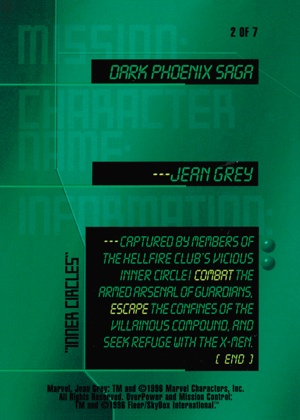 2 OF 7
MISSION:
DARK PHOENIX SAGA
CHARACTER
NAME:
---JEAN GREY
INFORMATION:
"INNER CIRCLES"
---CAPTURED BY MEMBERS OF
THE HELLFIRE CLUB'S VICIOUS
INNER CIRCLE! COMBAT THE
ARMED ARSENAL OF GUARDIANS,
ESCAPE THE CONFINES OF THE
VILLAINOUS COMPOUND, AND
SEEK REFUGE WITH THE X-MEN.
( END )
Marvel, Jean Grey: TM and ©1996 Marvel Characters, Inc.
All Rights Reserved. OverPower and Mission Control:
TM and ©1996 Fleer/SkyBox International.™